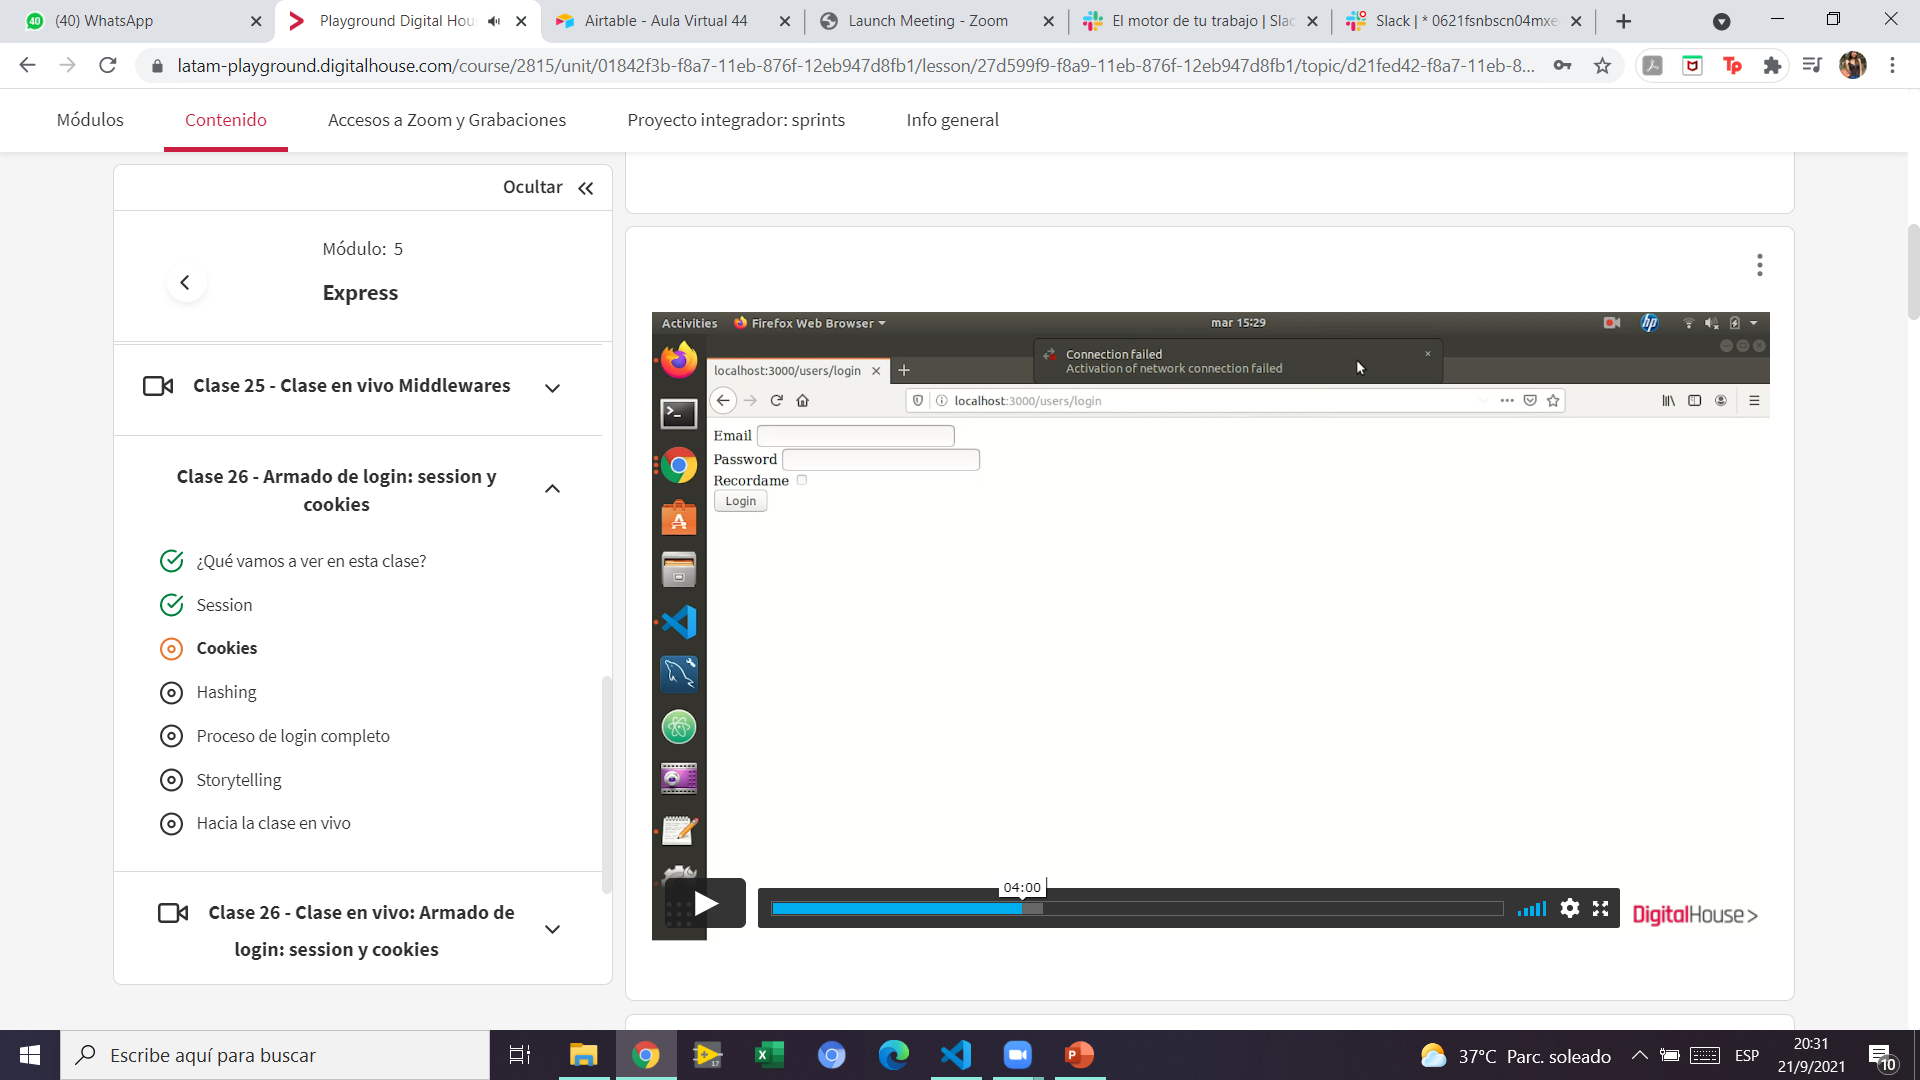 (40) WhatsApp
Playground Digital Hou
Airtable - Aula Virtual 44
Launch Meeting - Zoom
El motor de tu trabajo | Slac
Slack | * 0621fsnbscn04mxe
latam-playground.digitalhouse.com/course/2815/unit/01842f3b-f8a7-11eb-876f-12eb947d8fb1/lesson/27d599f9-f8a9-11eb-876f-12eb947d8fb1/topic/d21fed42-f8a7-11eb-8...
Módulos
Contenido
Accesos a Zoom y Grabaciones
Proyecto integrador: sprints
Info general
Ocultar
Módulo: 5
Express
Clase 25 - Clase en vivo Middlewares
Clase 26 - Armado de login: session y
cookies
¿Qué vamos a ver en esta clase?
Session
Cookies
Hashing
Proceso de login completo
Storytelling
Hacia la clase en vivo
Clase 26 - Clase en vivo: Armado de
login: session y cookies
Activities
Firefox Web Browser
mar 15:29
Connection failed
Activation of network connection failed
localhost:3000/users/login
localhost:3000/users/login
Email
Password
Recordame
Login
04:00
DigitalHouse>
Escribe aquí para buscar
37°C Parc. soleado
ESP
20:31
21/9/2021
10